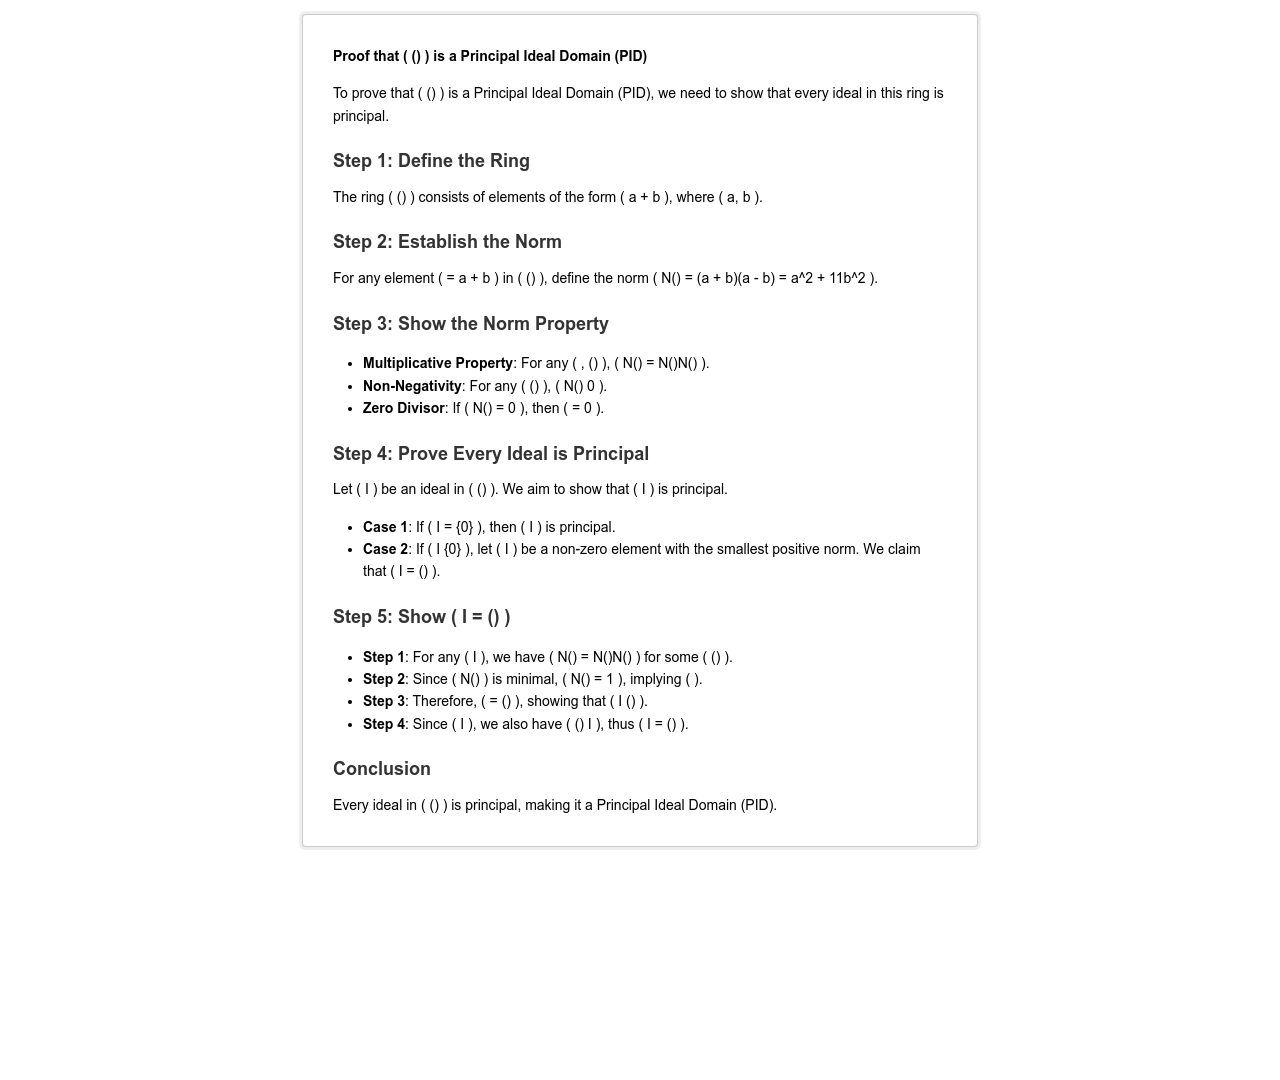 Proof that ( () ) is a Principal Ideal Domain (PID)
To prove that ( () ) is a Principal Ideal Domain (PID), we need to show that every ideal in this ring is
principal.
Step 1: Define the Ring
The ring ( () ) consists of elements of the form ( a + b ), where ( a, b ).
Step 2: Establish the Norm
For any element ( = a + b ) in ( () ), define the norm ( N() = (a + b)(a - b) = a^2 + 11b^2 ).
Step 3: Show the Norm Property
• Multiplicative Property: For any ( , () ), ( N() = N()N() ).
• Non-Negativity: For any ( () ), ( N() 0 ).
• Zero Divisor: If ( N() = 0 ), then ( = 0 ).
Step 4: Prove Every Ideal is Principal
Let ( I ) be an ideal in ( () ). We aim to show that ( I ) is principal.
• Case 1: If ( I = {0} ), then ( I ) is principal.
• Case 2: If ( I {0} ), let ( I ) be a non-zero element with the smallest positive norm. We claim
that ( I = () ).
Step 5: Show ( I = () )
• Step 1: For any ( I ), we have ( N() = N()N() ) for some ( () ).
• Step 2: Since ( N() ) is minimal, ( N() = 1 ), implying ( ).
• Step 3: Therefore, ( = () ), showing that ( I () ).
• Step 4: Since ( I ), we also have ( () I ), thus ( I = () ).
Conclusion
Every ideal in ( () ) is principal, making it a Principal Ideal Domain (PID).